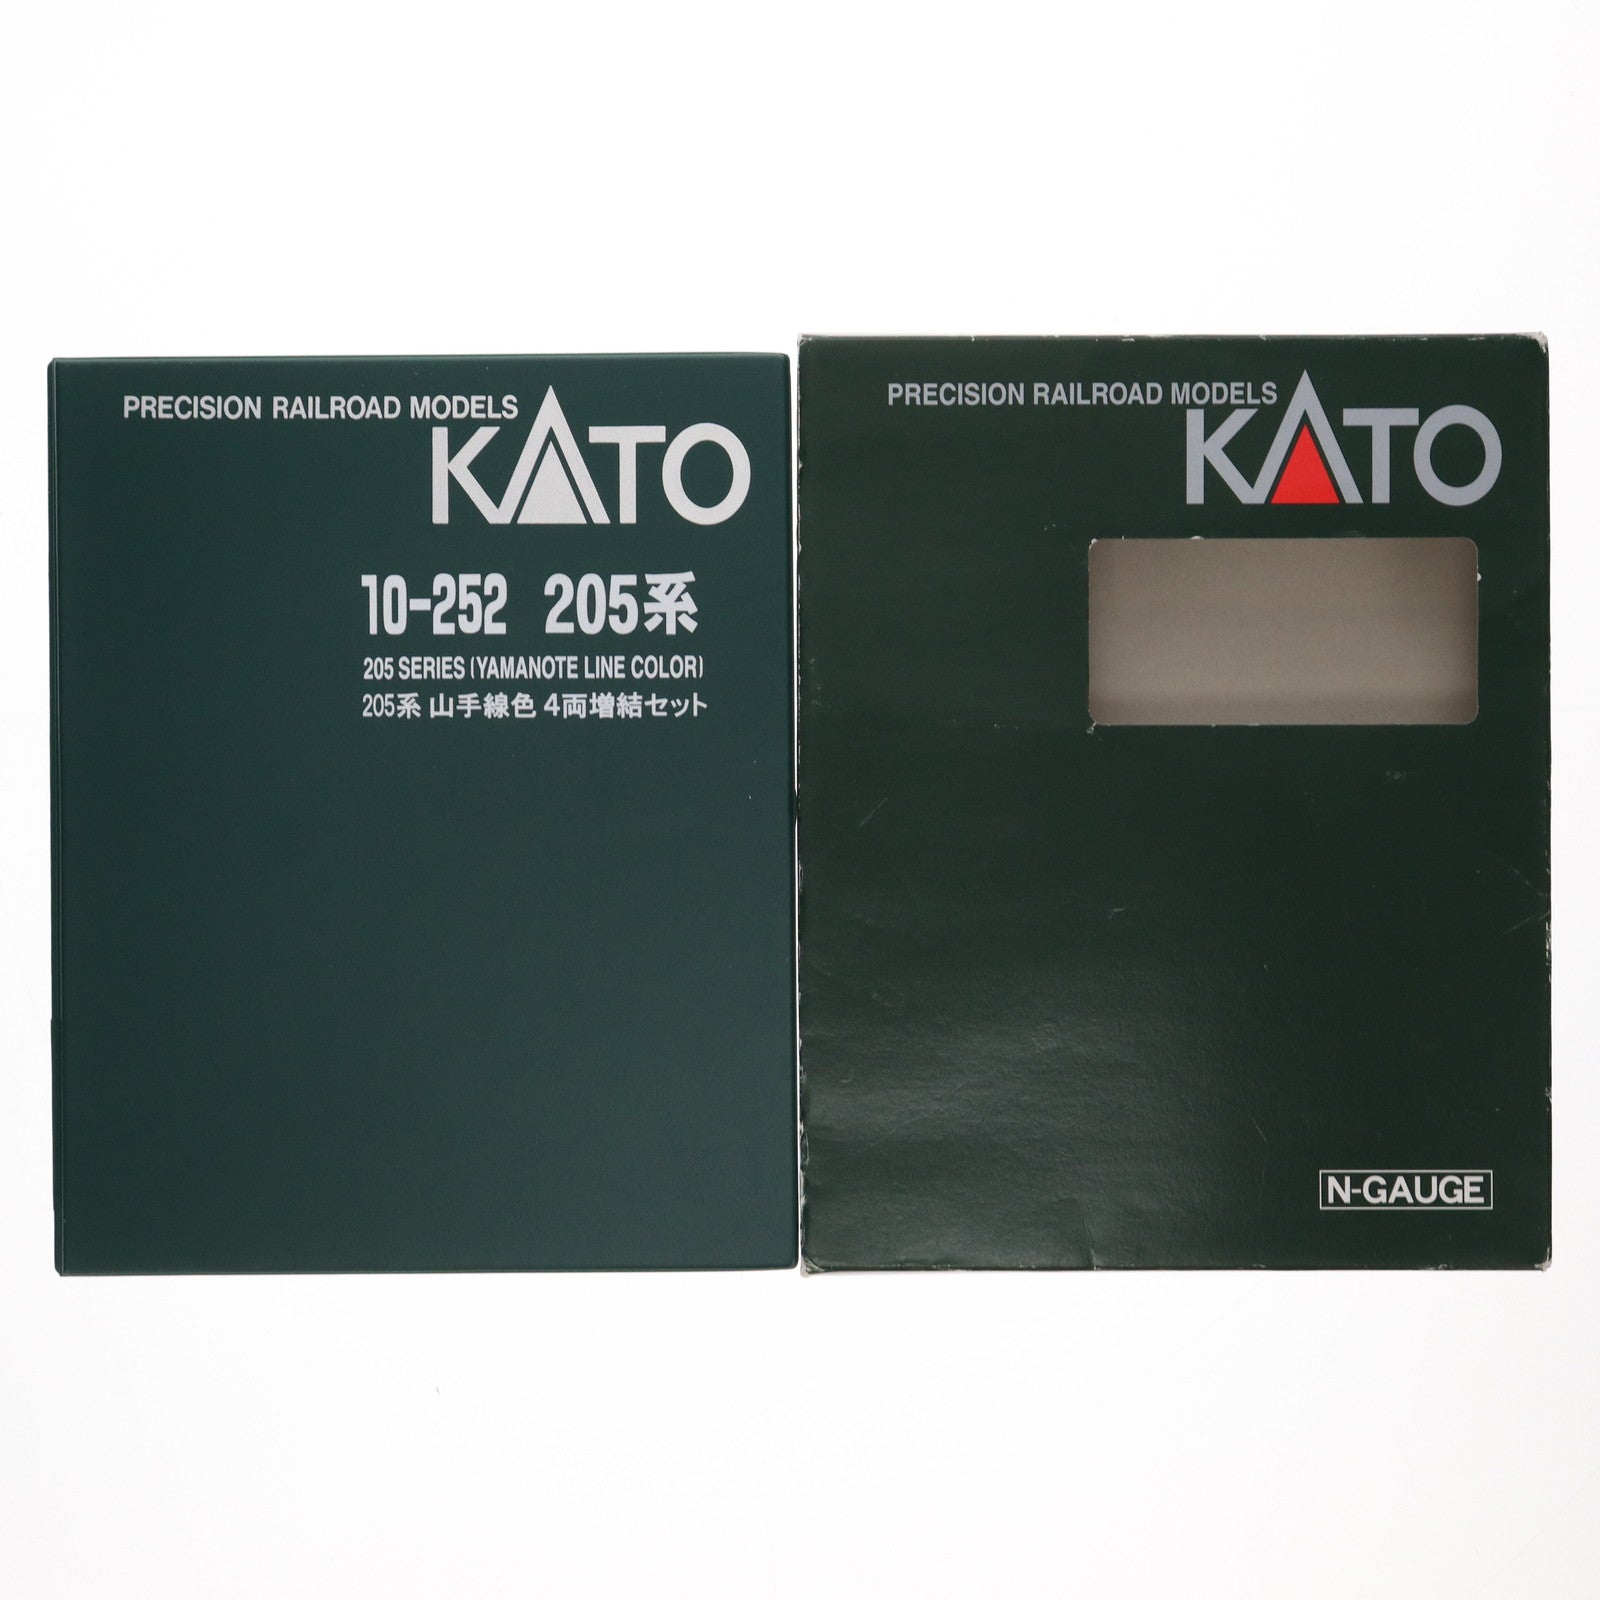 PRECISION RAILROAD MODELS
KATO
10-252 205系
205 SERIES (YAMANOTE LINE COLOR)
205系 山手線色 4両増結セット
PRECISION RAILROAD MODELS
KATO
N-GAUGE